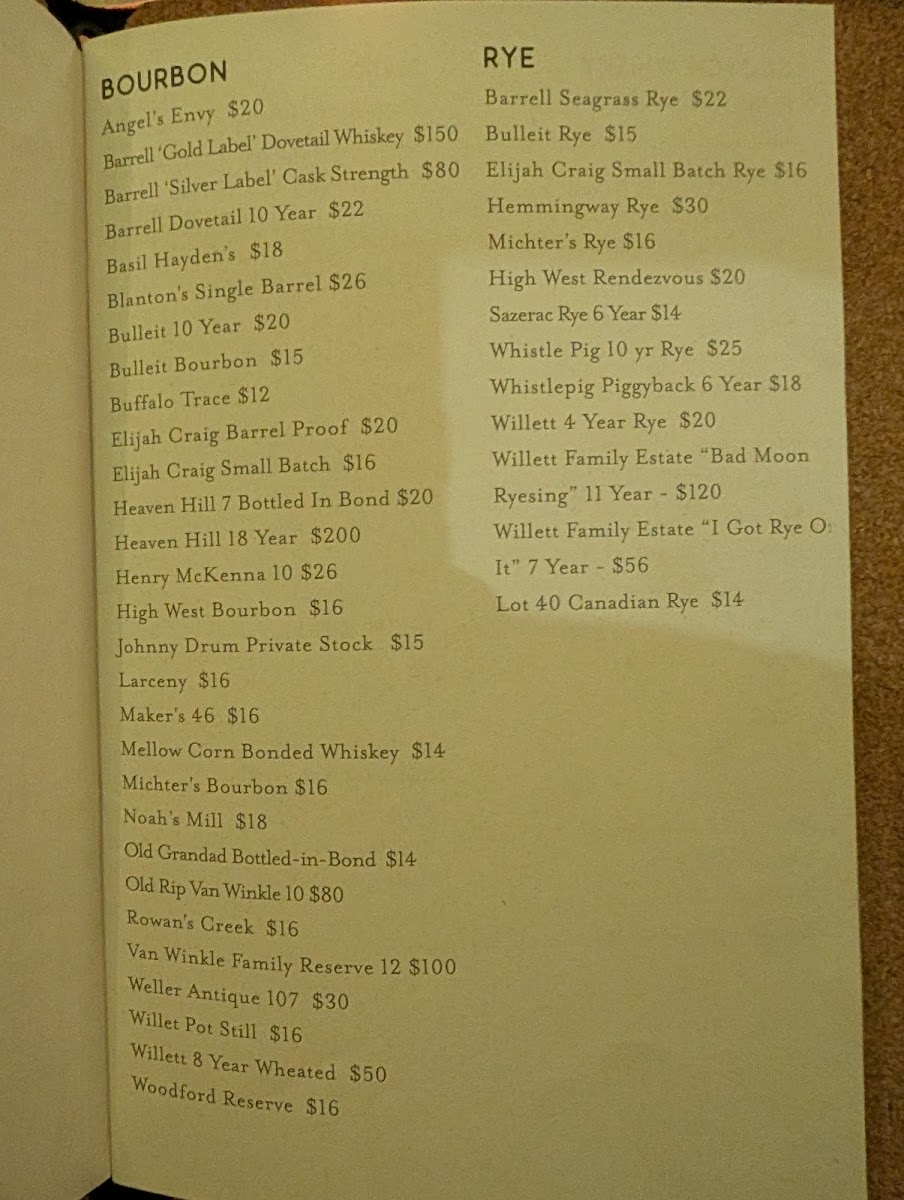 BOURBON
Angel's Envy $20
Barrell 'Gold Label' Dovetail Whiskey $150
Barrell 'Silver Label' Cask Strength $80
Barrell Dovetail 10 Year $22
Basil Hayden's $18
Blanton's Single Barrel $26
Bulleit 10 Year $20
Bulleit Bourbon $15
Buffalo Trace $12
Elijah Craig Barrel Proof $20
Elijah Craig Small Batch $16
Heaven Hill 7 Bottled In Bond $20
Heaven Hill 18 Year $200
Henry McKenna 10 $26
High West Bourbon $16
Johnny Drum Private Stock $15
Larceny $16
Maker's 46 $16
Mellow Corn Bonded Whiskey $14
Michter's Bourbon $16
Noah's Mill $18
Old Grandad Bottled-in-Bond $14
Old Rip Van Winkle 10 $80
Rowan's Creek $16
Van Winkle Family Reserve 12 $100
Weller Antique 107 $30
Willet Pot Still $16
Willett 8 Year Wheated $50
Woodford Reserve $16
RYE
Barrell Seagrass Rye $22
Bulleit Rye $15
Elijah Craig Small Batch Rye $16
Hemmingway Rye $30
Michter's Rye $16
High West Rendezvous $20
Sazerac Rye 6 Year $14
Whistle Pig 10 yr Rye $25
Whistlepig Piggyback 6 Year $18
Willett 4 Year Rye $20
Willett Family Estate "Bad Moon
Ryesing" 11 Year - $120
Willett Family Estate "I Got Rye
It" 7 Year - $56
Lot 40 Canadian Rye $14